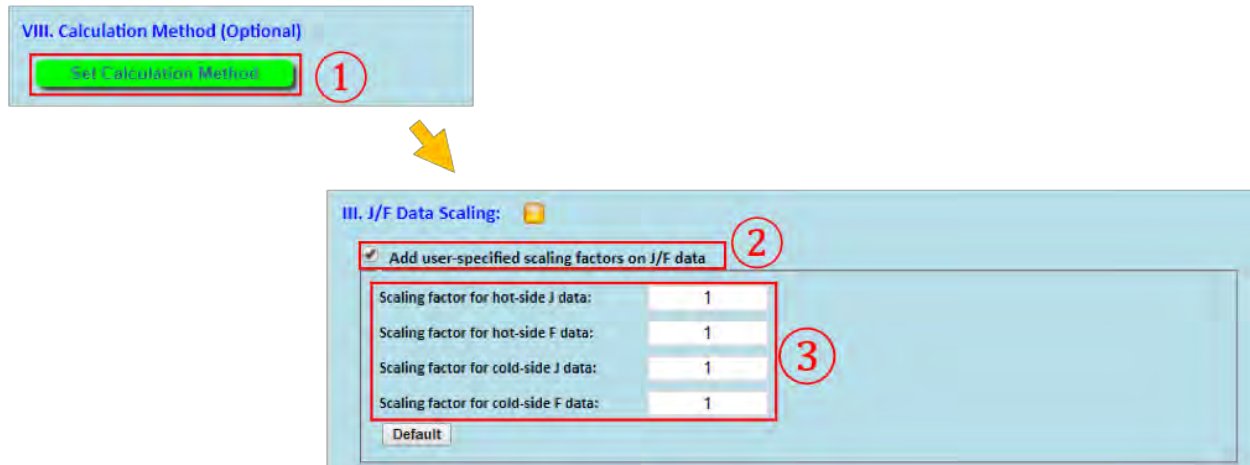 VIII. Calculation Method (Optional)
Set Calculation Method
1
III. J/F Data Scaling:
2
Add user-specified scaling factors on J/F data
Scaling factor for hot-side J data: 1
Scaling factor for hot-side F data: 1
3
Scaling factor for cold-side J data: 1
Scaling factor for cold-side F data: 1
Default